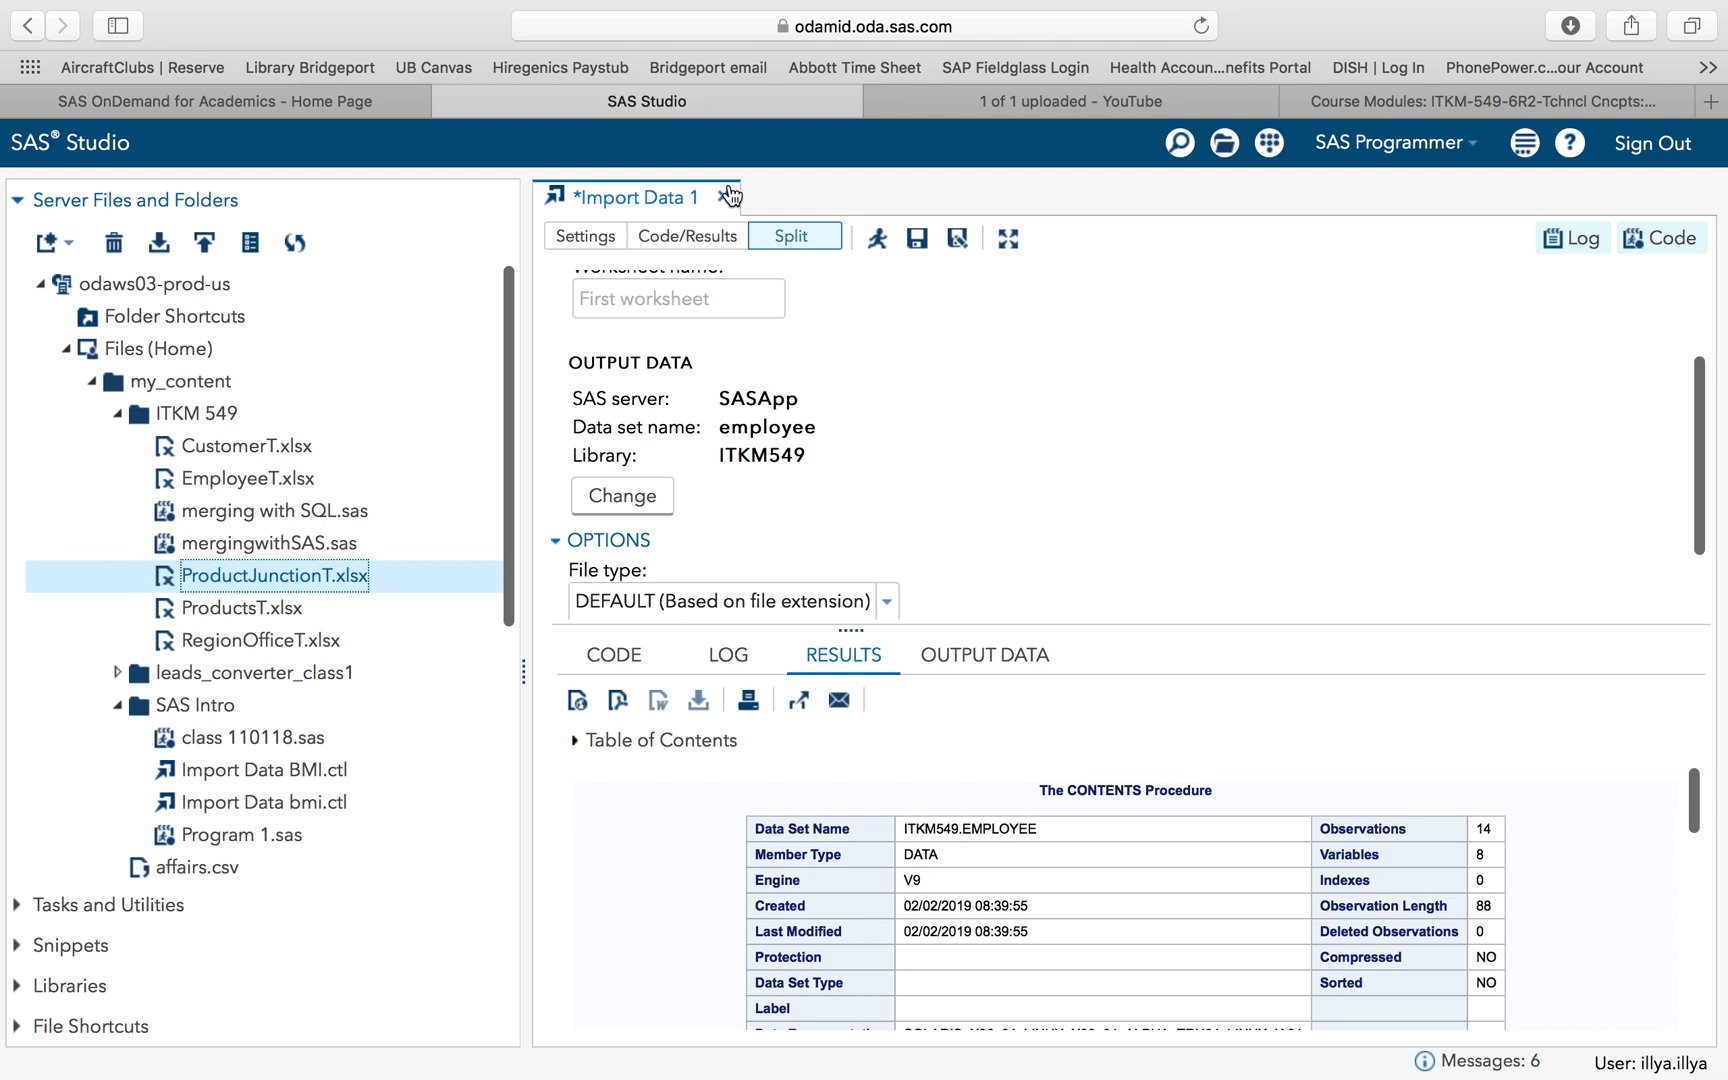 odamid.oda.sas.com
AircraftClubs | Reserve
Library Bridgeport
UB Canvas
Hiregenics Paystub
Bridgeport email
Abbott Time Sheet
SAP Fieldglass Login
Health Accoun...nefits Portal
DISH | Log In
PhonePower.c...our Account
SAS OnDemand for Academics - Home Page
SAS Studio
1 of 1 uploaded - YouTube
Course Modules: ITKM-549-6R2-Tchncl Cncpts:...
SAS® Studio
SAS Programmer
Sign Out
Server Files and Folders
odaws03-prod-us
Folder Shortcuts
Files (Home)
my_content
ITKM 549
CustomerT.xlsx
EmployeeT.xlsx
merging with SQL.sas
mergingwithSAS.sas
ProductJunctionT.xlsx
ProductsT.xlsx
RegionOfficeT.xlsx
leads_converter_class1
SAS Intro
class 110118.sas
Import Data BMI.ctl
Import Data bmi.ctl
Program 1.sas
affairs.csv
Tasks and Utilities
Snippets
Libraries
File Shortcuts
*Import Data 1
Settings
Code/Results
Split
Log
Code
Worksheet name:
First worksheet
OUTPUT DATA
SAS server: SASApp
Data set name: employee
Library: ITKM549
Change
OPTIONS
File type:
DEFAULT (Based on file extension)
CODE
LOG
RESULTS
OUTPUT DATA
Table of Contents
The CONTENTS Procedure
Data Set Name ITKM549.EMPLOYEE Observations 14
Member Type DATA Variables 8
Engine V9 Indexes 0
Created 02/02/2019 08:39:55 Observation Length 88
Last Modified 02/02/2019 08:39:55 Deleted Observations 0
Protection Compressed NO
Data Set Type Sorted NO
Label
Messages: 6
User: illya.illya